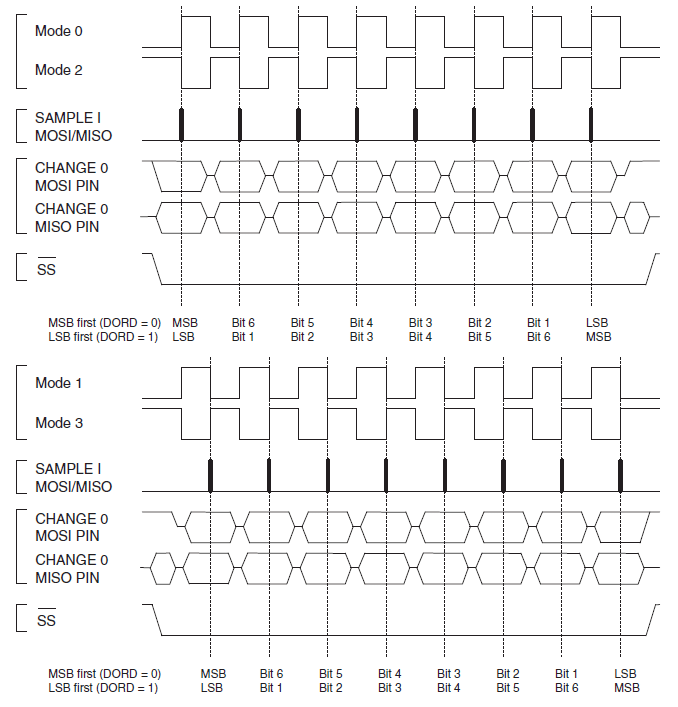 Mode 0
Mode 2
SAMPLE I
MOSI/MISO
CHANGE 0
MOSI PIN
CHANGE 0
MISO PIN
SS
MSB first (DORD = 0) MSB Bit 6 Bit 5 Bit 4 Bit 3 Bit 2 Bit 1 LSB
LSB first (DORD = 1) LSB Bit 1 Bit 2 Bit 3 Bit 4 Bit 5 Bit 6 MSB
Mode 1
Mode 3
SAMPLE I
MOSI/MISO
CHANGE 0
MOSI PIN
CHANGE 0
MISO PIN
SS
MSB first (DORD = 0) MSB Bit 6 Bit 5 Bit 4 Bit 3 Bit 2 Bit 1 LSB
LSB first (DORD = 1) LSB Bit 1 Bit 2 Bit 3 Bit 4 Bit 5 Bit 6 MSB